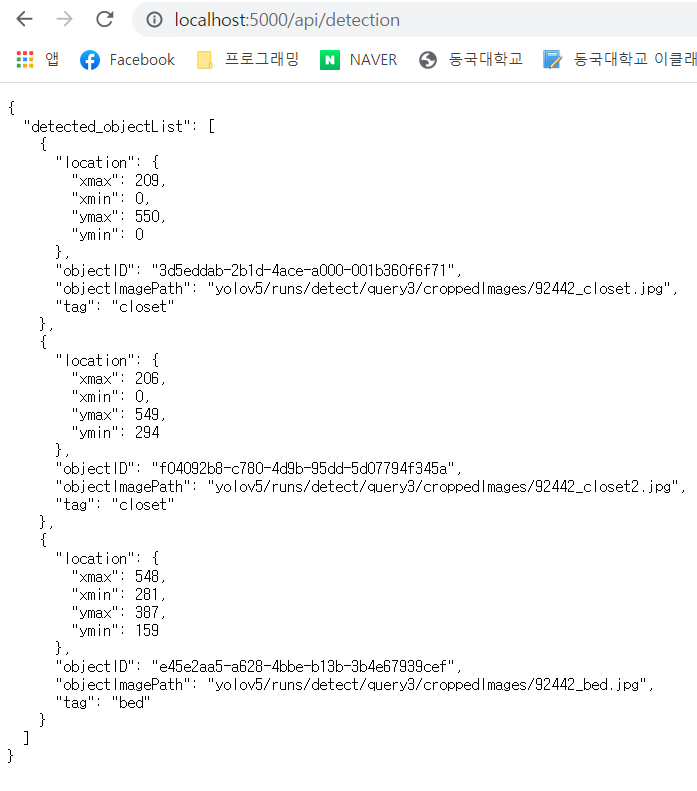 localhost:5000/api/detection
앱 Facebook 프로그래밍 NAVER 동국대학교 동국대학교 이클래
{
"detected_objectList": [
{
"location": {
"xmax": 209,
"xmin": 0,
"ymax": 550,
"ymin": 0
},
"objectID": "3d5eddab-2b1d-4ace-a000-001b360f6f71",
"objectImagePath": "yolov5/runs/detect/query3/croppedImages/92442_closet.jpg",
"tag": "closet"
},
{
"location": {
"xmax": 206,
"xmin": 0,
"ymax": 549,
"ymin": 294
},
"objectID": "f04092b8-c780-4d9b-95dd-5d07794f345a",
"objectImagePath": "yolov5/runs/detect/query3/croppedImages/92442_closet2.jpg",
"tag": "closet"
},
{
"location": {
"xmax": 548,
"xmin": 281,
"ymax": 387,
"ymin": 159
},
"objectID": "e45e2aa5-a628-4bbe-b13b-3b4e67939cef",
"objectImagePath": "yolov5/runs/detect/query3/croppedImages/92442_bed.jpg",
"tag": "bed"
}
]
}